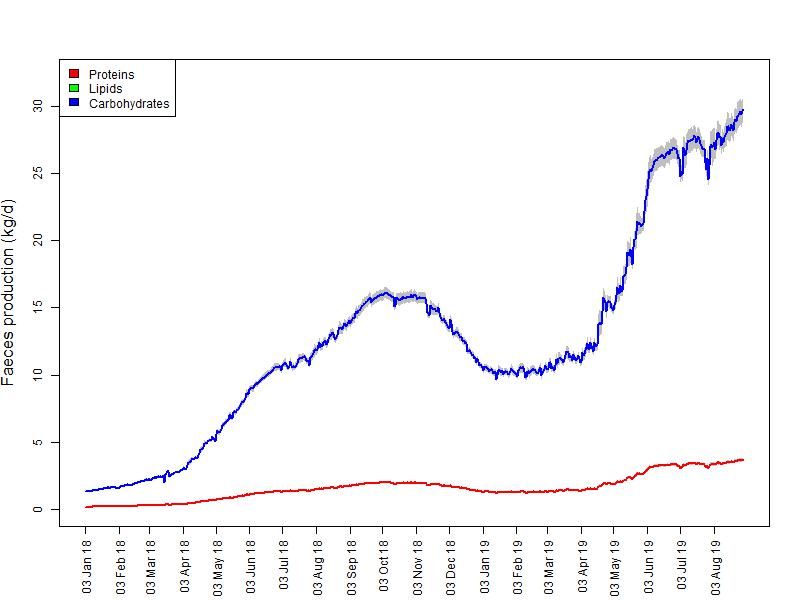 Proteins
Lipids
Carbohydrates
Faeces production (kg/d)
30
25
20
15
10
5
0
03 Jan 18
03 Feb 18
03 Mar 18
03 Apr 18
03 May 18
03 Jun 18
03 Jul 18
03 Aug 18
03 Sep 18
03 Oct 18
03 Nov 18
03 Dec 18
03 Jan 19
03 Feb 19
03 Mar 19
03 Apr 19
03 May 19
03 Jun 19
03 Jul 19
03 Aug 19